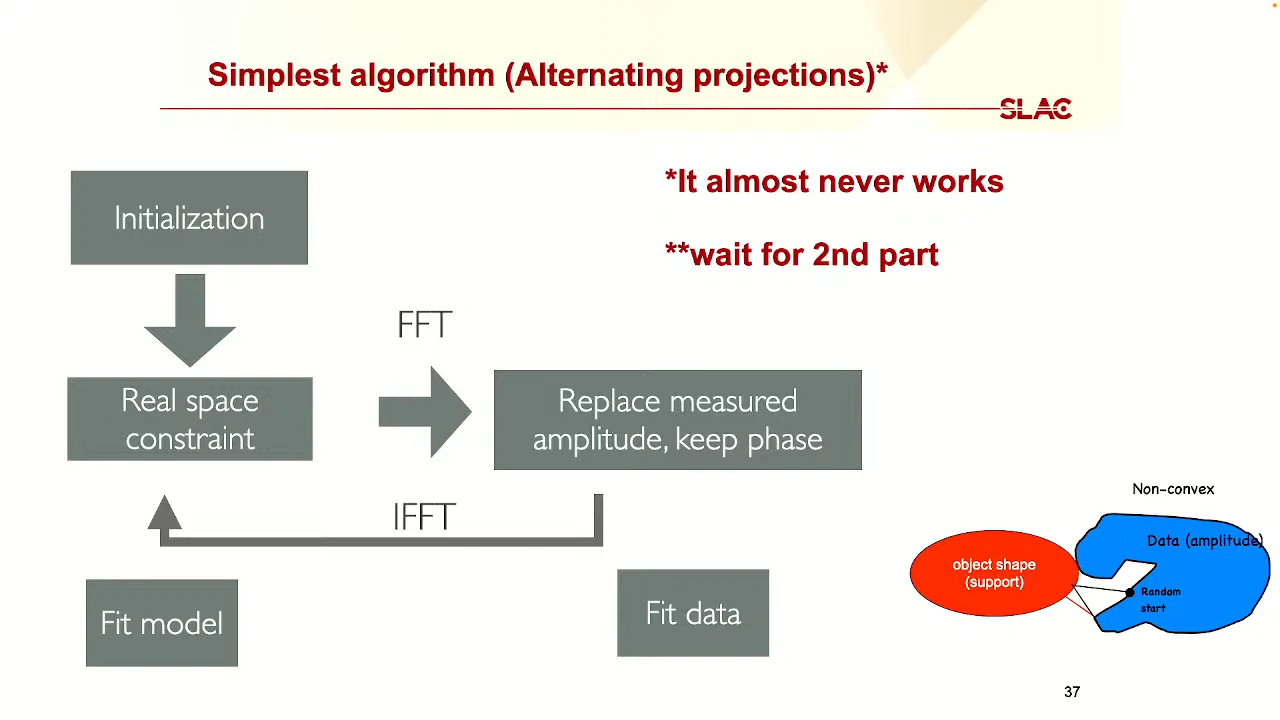 Simplest algorithm (Alternating projections)*
SLAC
*It almost never works
**wait for 2nd part
Initialization
FFT
Real space
constraint
Replace measured
amplitude, keep phase
IFFT
Fit model
Fit data
Non-convex
Data (amplitude)
object shape
(support)
Random
start
37